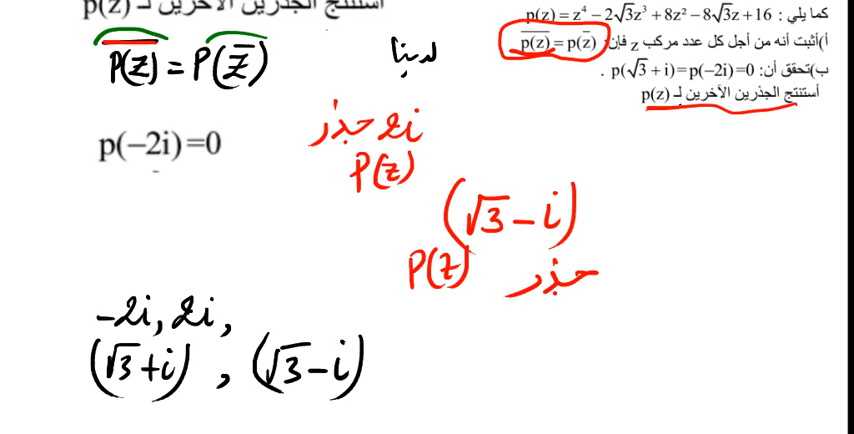 كما يلي : p(z) = z⁴ − 2√3z³ + 8z² − 8√3z + 16
أ)أثبت أنه من أجل كل عدد مركب z فإن: p(z)̅ = p(z̅)
ب)تحقق أن: p(√3 + i) = p(−2i) = 0 .
أستنتج الجذرين الآخرين لـ p(z)
استنتج الجذرين الآخرين لـ p(z)
لدينا
P(z)̅ = P(z̅)
p(−2i) = 0
2i جذر
P(z)
(√3 − i)
جذر P(z)
-2i, 2i,
(√3 + i) , (√3 − i)